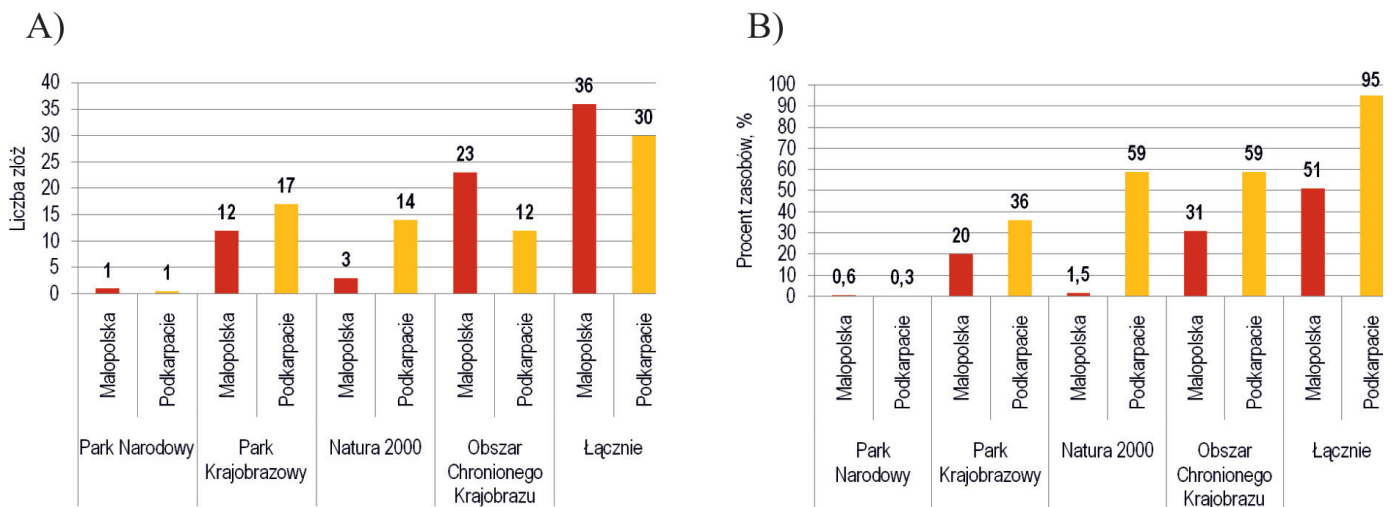 A)
Liczba złóż
40
35
30
25
20
15
10
5
0
1
1
12
17
3
14
23
12
36
30
Małopolska
Podkarpacie
Małopolska
Podkarpacie
Małopolska
Podkarpacie
Małopolska
Podkarpacie
Małopolska
Podkarpacie
Park Narodowy
Park
Krajobrazowy
Natura 2000
Obszar
Chronionego
Krajobrazu
Łącznie
B)
Procent zasobów, %
100
90
80
70
60
50
40
30
20
10
0
0,6
0,3
20
36
1,5
59
31
59
51
95
Małopolska
Podkarpacie
Małopolska
Podkarpacie
Małopolska
Podkarpacie
Małopolska
Podkarpacie
Małopolska
Podkarpacie
Park
Narodowy
Park
Krajobrazowy
Natura 2000
Obszar
Chronionego
Krajobrazu
Łącznie